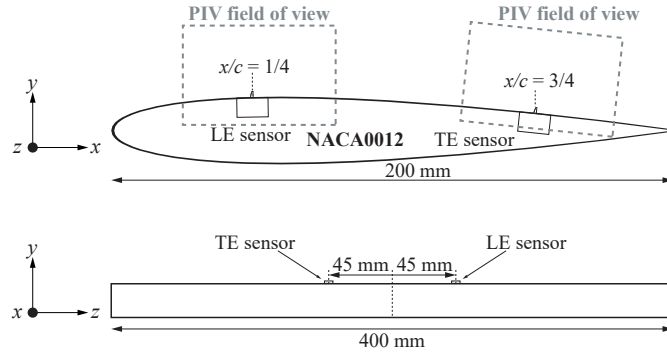 PIV field of view
PIV field of view
x/c = 1/4
x/c = 3/4
y
z
x
LE sensor
NACA0012
TE sensor
200 mm
y
x
z
TE sensor
LE sensor
45 mm
45 mm
400 mm